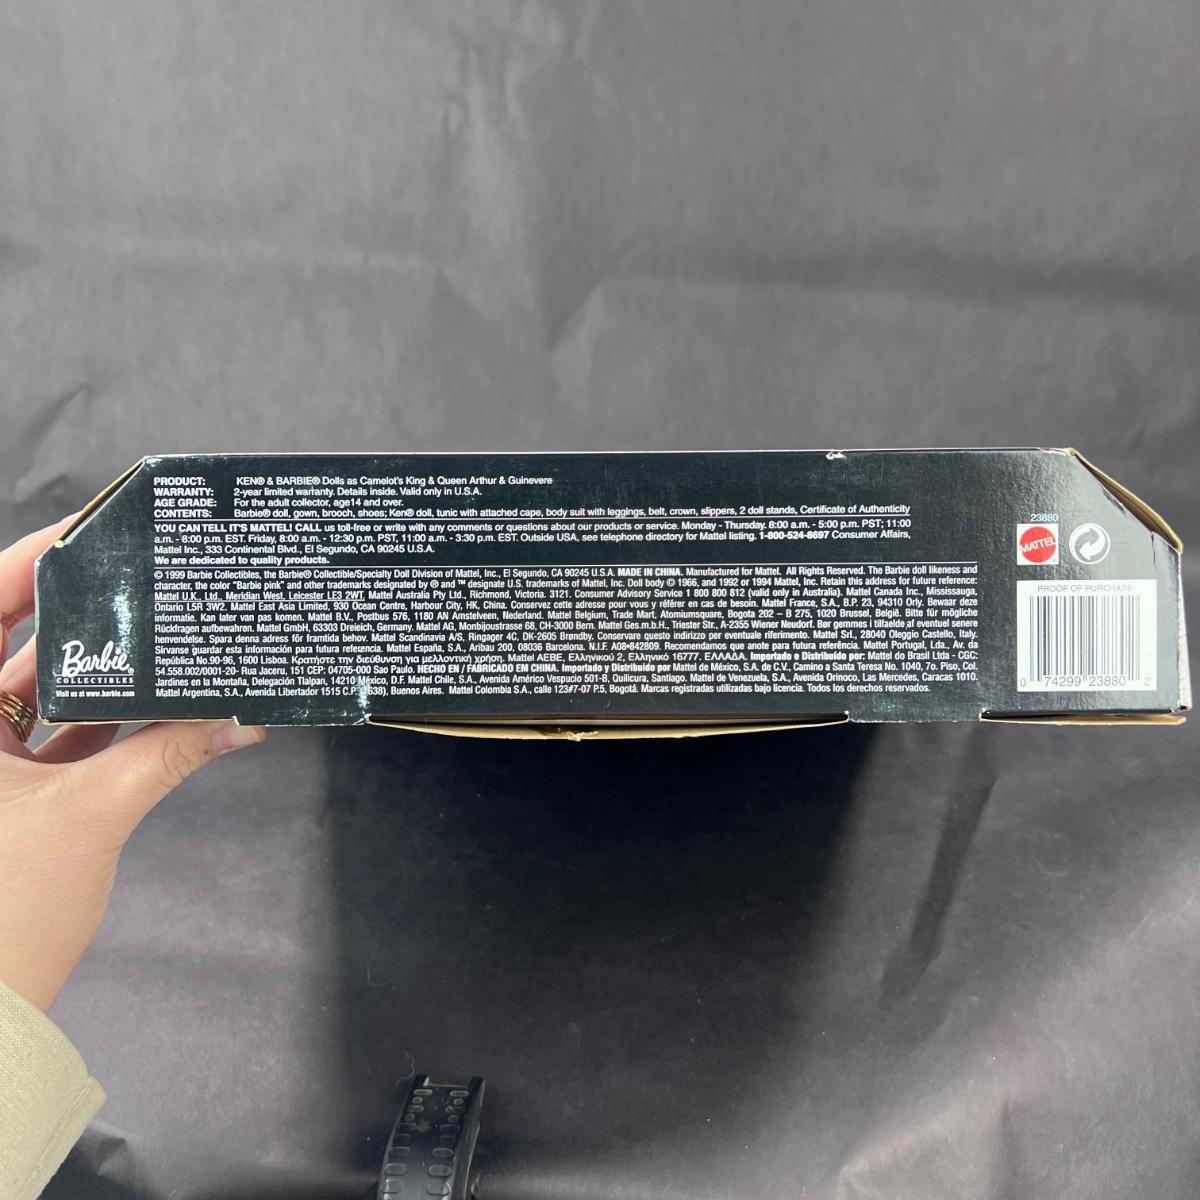 PRODUCT: KEN® & BARBIE® Dolls as Camelot's King & Queen Arthur & Guinevere
WARRANTY: 2-year limited warranty. Details inside. Valid only in U.S.A.
AGE GRADE: For the adult collector, age14 and over.
CONTENTS: Barbie® doll, gown, brooch, shoes; Ken® doll, tunic with attached cape, body suit with leggings, belt, crown, slippers, 2 doll stands, Certificate of Authenticity
YOU CAN TELL IT'S MATTEL! CALL us toll-free or write with any comments or questions about our products or service. Monday - Thursday. 8:00 a.m. - 5:00 p.m. PST; 11:00
a.m. - 8:00 p.m. EST. Friday, 8:00 a.m. - 12:30 p.m. PST, 11:00 a.m. - 3:30 p.m. EST. Outside USA, see telephone directory for Mattel listing. 1-800-524-8697 Consumer Affairs,
Mattel Inc., 333 Continental Blvd., El Segundo, CA 90245 U.S.A.
We are dedicated to quality products.
© 1999 Barbie Collectibles, the Barbie® Collectible/Specialty Doll Division of Mattel, Inc., El Segundo, CA 90245 U.S.A. MADE IN CHINA. Manufactured for Mattel. All Rights Reserved. The Barbie doll likeness and
character, the color "Barbie pink" and other trademarks designated by ® and ™ designate U.S. trademarks of Mattel, Inc. Doll body © 1966, and 1992 or 1994 Mattel, Inc. Retain this address for future reference:
Mattel U.K., Ltd., Meridian West, Leicester LE3 2WT. Mattel Australia Pty Ltd., Richmond, Victoria. 3121. Consumer Advisory Service 1 800 800 812 (valid only in Australia). Mattel Canada Inc., Mississauga,
Ontario L5R 3W2. Mattel East Asia Limited, 930 Ocean Centre, Harbour City, HK, China. Conservez cette adresse pour vous y référer en cas de besoin. Mattel France, S.A., B.P. 23, 94310 Orly. Bewaar deze
informatie. Kan later van pas komen. Mattel B.V., Postbus 576, 1180 AN Amstelveen, Nederland. Mattel Belgium, Trade Mart, Atomiumsquare, Bogota 202 – B 275, 1020 Brussel, België. Bitte für mögliche
Rückfragen aufbewahren. Mattel GmbH, 63303 Dreieich, Germany. Mattel AG, Monbijoustrasse 68, CH-3000 Bern. Mattel Ges.m.b.H., Triester Str., A-2355 Wiener Neudorf. Bør gemmes i tilfælde af eventuel senere
henvendelse. Spara denna adress för framtida behov. Mattel Scandinavia A/S, Ringager 4C, DK-2605 Brøndby. Conservare questo indirizzo per eventuale riferimento. Mattel Srl., 28040 Oleggio Castello, Italy.
Sírvanse guardar esta información para futura referencia. Mattel España, S.A., Aribau 200, 08036 Barcelona. N.I.F. A08-842809. Recomendamos que anote para futura referência. Mattel Portugal, Lda., Av. da
República No.90-96, 1600 Lisboa. Κρατήστε την διεύθυνση για μελλοντική χρήση. Mattel AEBE, Ελληνικού 2, Ελληνικό 16777. ΕΛΛΑΔΑ. Importado e Distribuído por: Mattel do Brasil Ltda - CGC:
54.558.002/0001-20- Rua Jaceru, 151 CEP. 04705-000 Sao Paulo. HECHO EN / FABRICADO EM CHINA. Importado y Distribuido por Mattel de México, S.A. de C.V., Camino a Santa Teresa No. 1040, 7o. Piso, Col.
Jardines en la Montaña, Delegación Tlalpan, 14210 México, D.F. Mattel Chile, S.A., Avenida Américo Vespucio 501-B, Quilicura, Santiago. Mattel de Venezuela, S.A., Avenida Orinoco, Las Mercedes, Caracas 1010.
Mattel Argentina, S.A., Avenida Libertador 1515 Buenos Aires. Mattel Colombia S.A., calle 123#7-07 P.5, Bogotá. Marcas registradas utilizadas bajo licencia. Todos los derechos reservados.
Barbie®
COLLECTIBLES
Visit us at www.barbie.com
23880
MATTEL
PROOF OF PURCHASE
0 74299 23880 2